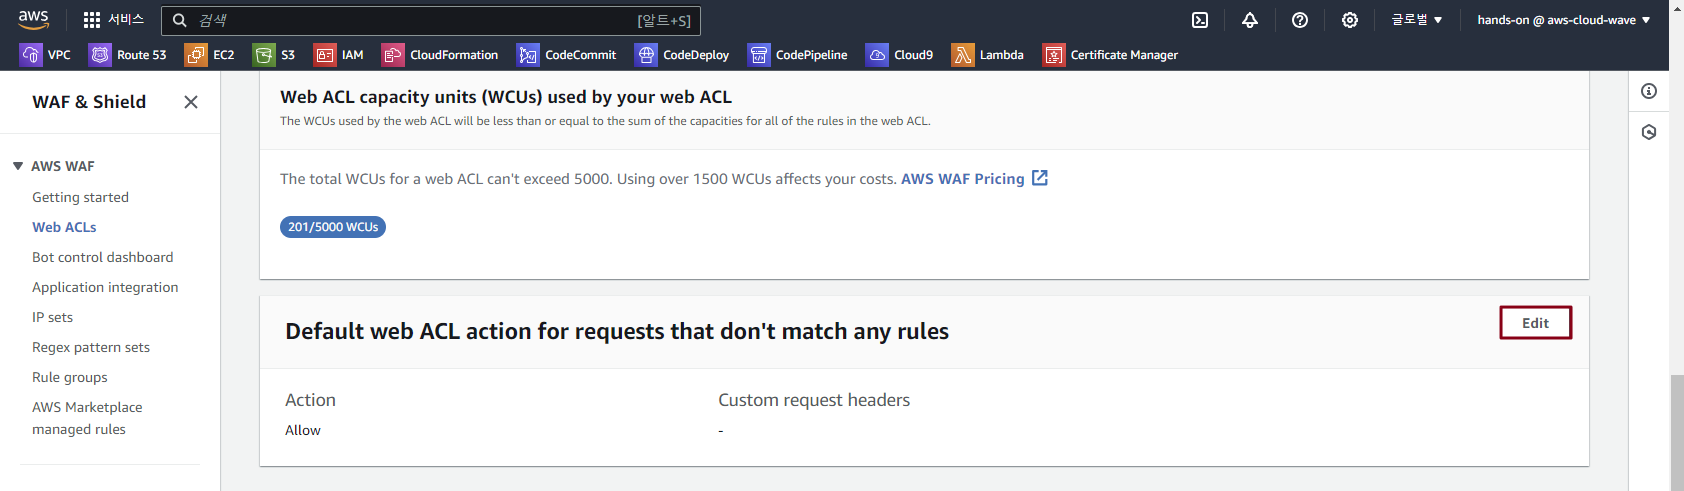 aws
서비스
검색
[알트+S]
글로벌
hands-on @ aws-cloud-wave
VPC
Route 53
EC2
S3
IAM
CloudFormation
CodeCommit
CodeDeploy
CodePipeline
Cloud9
Lambda
Certificate Manager
WAF & Shield
AWS WAF
Getting started
Web ACLs
Bot control dashboard
Application integration
IP sets
Regex pattern sets
Rule groups
AWS Marketplace
managed rules
Web ACL capacity units (WCUs) used by your web ACL
The WCUs used by the web ACL will be less than or equal to the sum of the capacities for all of the rules in the web ACL.
The total WCUs for a web ACL can't exceed 5000. Using over 1500 WCUs affects your costs. AWS WAF Pricing
201/5000 WCUs
Default web ACL action for requests that don't match any rules
Edit
Action
Allow
Custom request headers
-